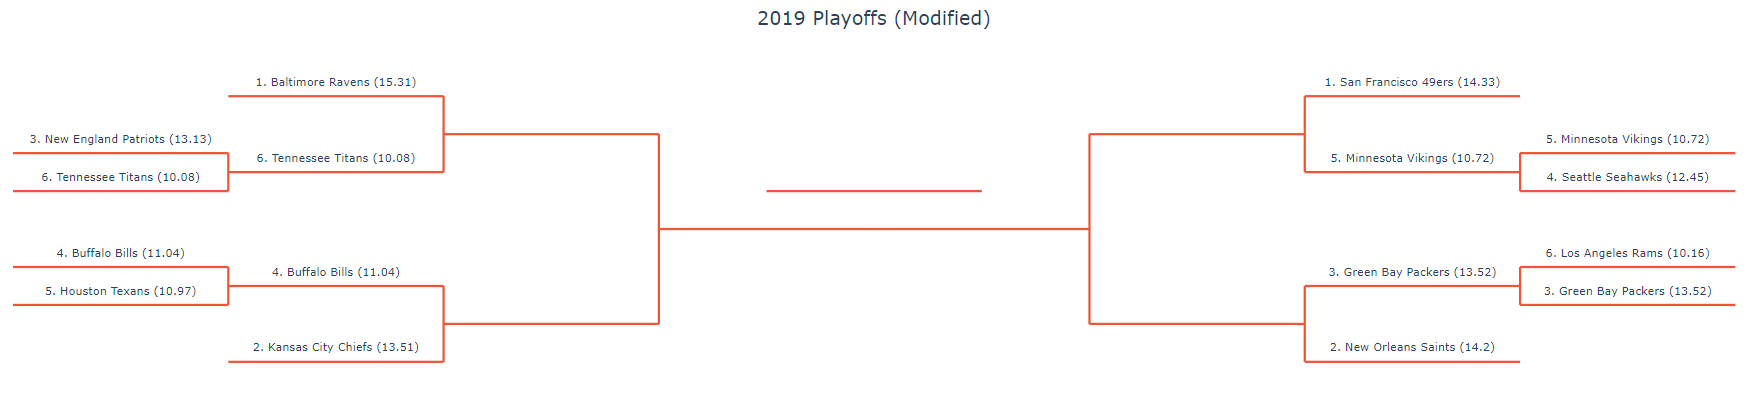 2019 Playoffs (Modified)
1. Baltimore Ravens (15.31)
1. San Francisco 49ers (14.33)
3. New England Patriots (13.13)
5. Minnesota Vikings (10.72)
6. Tennessee Titans (10.08)
5. Minnesota Vikings (10.72)
6. Tennessee Titans (10.08)
4. Seattle Seahawks (12.45)
4. Buffalo Bills (11.04)
6. Los Angeles Rams (10.16)
4. Buffalo Bills (11.04)
3. Green Bay Packers (13.52)
5. Houston Texans (10.97)
3. Green Bay Packers (13.52)
2. Kansas City Chiefs (13.51)
2. New Orleans Saints (14.2)